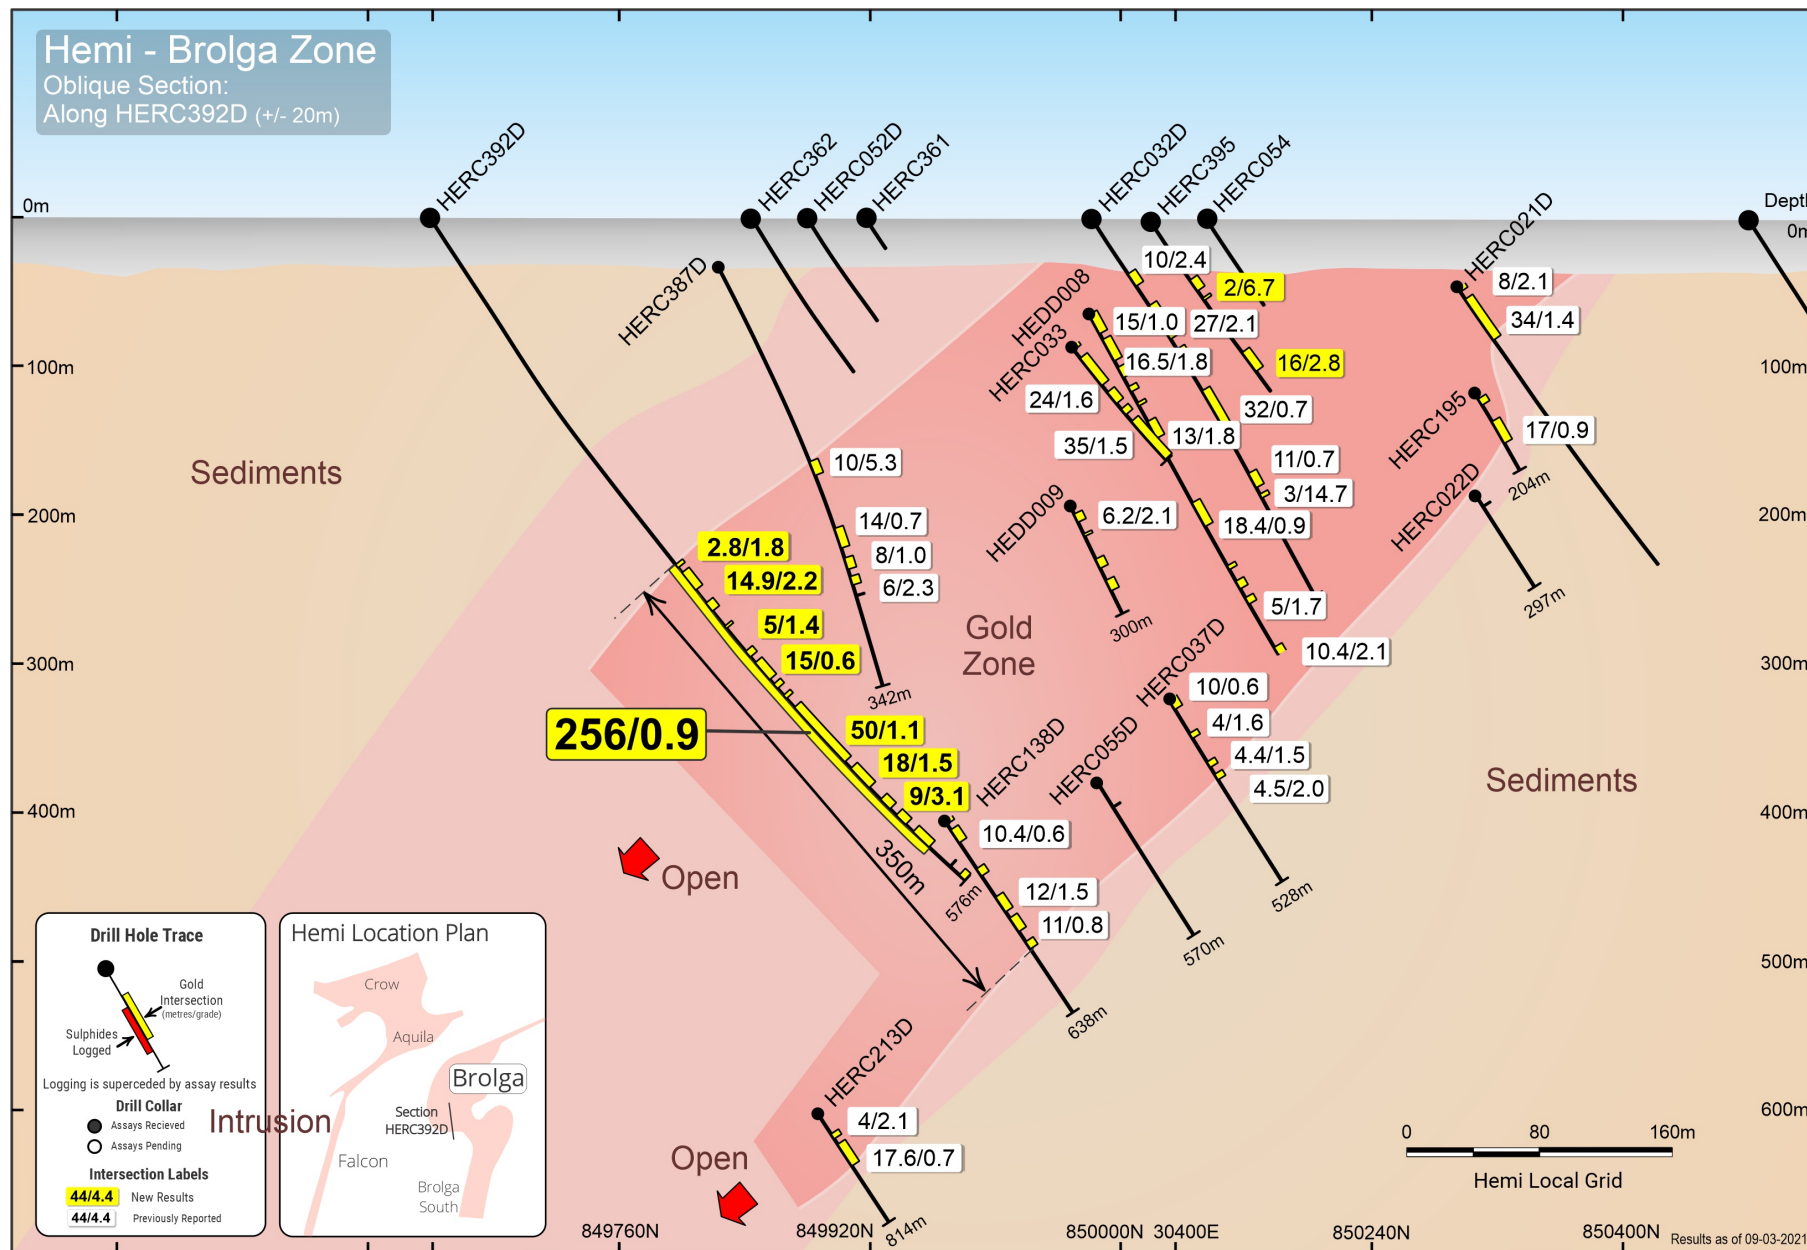 Hemi - Brolga Zone
Oblique Section:
Along HERC392D (+/- 20m)
HERC392D
HERC362
HERC052D
HERC361
HERC032D
HERC395
HERC054
HERC021D
HERC387D
HEDD008
HERC033
HEDD009
HERC195
HERC022D
HERC037D
HERC055D
HERC138D
HERC213D
0m
100m
200m
300m
400m
Depth
0m
100m
200m
300m
400m
500m
600m
10/2.4
2/6.7
15/1.0
27/2.1
16.5/1.8
16/2.8
24/1.6
32/0.7
35/1.5
13/1.8
11/0.7
3/14.7
18.4/0.9
5/1.7
10.4/2.1
8/2.1
34/1.4
17/0.9
204m
297m
10/5.3
14/0.7
8/1.0
6/2.3
342m
6.2/2.1
300m
2.8/1.8
14.9/2.2
5/1.4
15/0.6
50/1.1
18/1.5
9/3.1
256/0.9
350m
576m
10.4/0.6
12/1.5
11/0.8
638m
10/0.6
4/1.6
4.4/1.5
4.5/2.0
528m
570m
4/2.1
17.6/0.7
814m
Sediments
Gold
Zone
Sediments
Open
Open
Intrusion
Drill Hole Trace
Gold
Intersection
(metres/grade)
Sulphides
Logged
Logging is superceded by assay results
Drill Collar
Assays Recieved
Assays Pending
Intersection Labels
44/4.4 New Results
44/4.4 Previously Reported
Hemi Location Plan
Crow
Aquila
Brolga
Section
HERC392D
Falcon
Brolga
South
0 80 160m
Hemi Local Grid
849760N 849920N 850000N 30400E 850240N 850400N
Results as of 09-03-2021